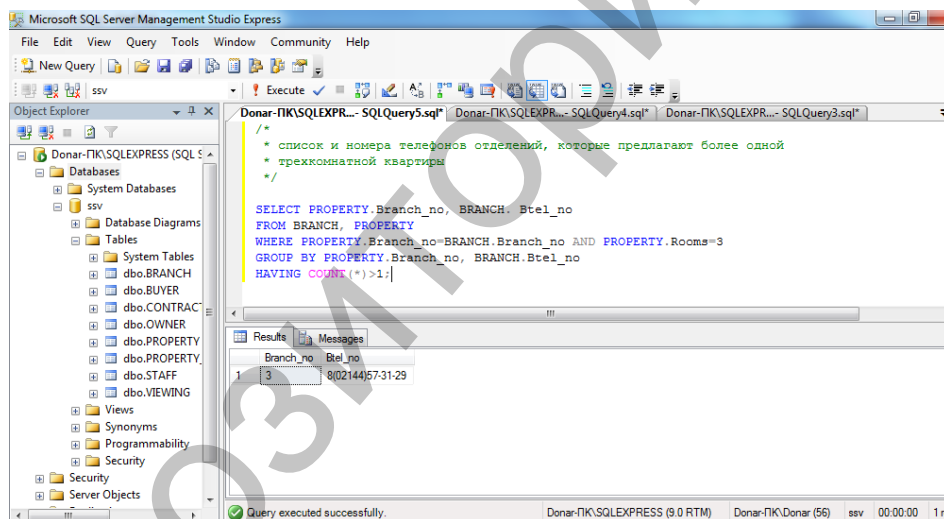 Microsoft SQL Server Management Studio Express
File Edit View Query Tools Window Community Help
New Query
ssv Execute
Object Explorer
Donar-ПК\SQLEXPRESS (SQL S
Databases
System Databases
ssv
Database Diagrams
Tables
System Tables
dbo.BRANCH
dbo.BUYER
dbo.CONTRACT
dbo.OWNER
dbo.PROPERTY
dbo.PROPERTY_
dbo.STAFF
dbo.VIEWING
Views
Synonyms
Programmability
Security
Security
Server Objects
Donar-ПК\SQLEXPR...- SQLQuery5.sql* Donar-ПК\SQLEXPR...- SQLQuery4.sql* Donar-ПК\SQLEXPR...- SQLQuery3.sql*
/*
* список и номера телефонов отделений, которые предлагают более одной
* трехкомнатной квартиры
*/
SELECT PROPERTY.Branch_no, BRANCH. Btel_no
FROM BRANCH, PROPERTY
WHERE PROPERTY.Branch_no=BRANCH.Branch_no AND PROPERTY.Rooms=3
GROUP BY PROPERTY.Branch_no, BRANCH.Btel_no
HAVING COUNT(*)>1;
Results Messages
Branch_no Btel_no
1 3 8(02144)57-31-29
Query executed successfully. Donar-ПК\SQLEXPRESS (9.0 RTM) Donar-ПК\Donar (56) ssv 00:00:00